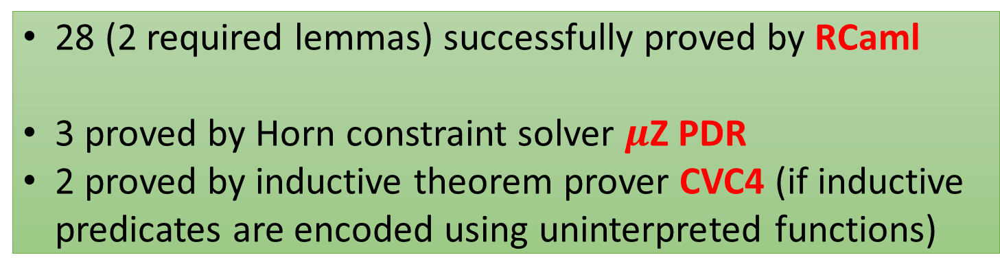 • 28 (2 required lemmas) successfully proved by RCaml
• 3 proved by Horn constraint solver 𝝁Z PDR
• 2 proved by inductive theorem prover CVC4 (if inductive
predicates are encoded using uninterpreted functions)